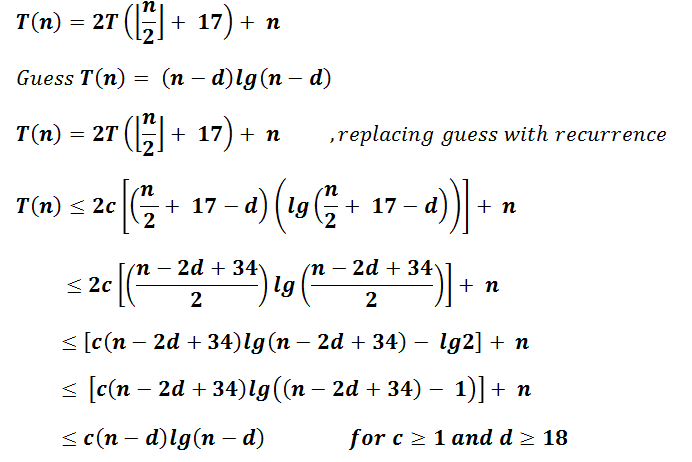 T(n) = 2T(⌊n/2⌋ + 17) + n
Guess T(n) = (n − d)lg(n − d)
T(n) = 2T(⌊n/2⌋ + 17) + n ,replacing guess with recurrence
T(n) ≤ 2c[(n/2 + 17 − d)(lg(n/2 + 17 − d))] + n
≤ 2c[((n − 2d + 34)/2)lg((n − 2d + 34)/2)] + n
≤ [c(n − 2d + 34)lg(n − 2d + 34) − lg2] + n
≤ [c(n − 2d + 34)lg((n − 2d + 34) − 1)] + n
≤ c(n − d)lg(n − d) for c ≥ 1 and d ≥ 18